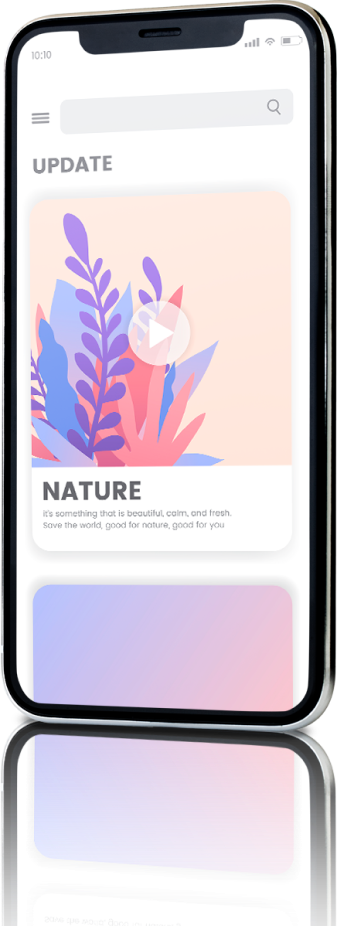 10:10
UPDATE
NATURE
it's something that is beautiful, calm, and fresh.
Save the world, good for nature, good for you